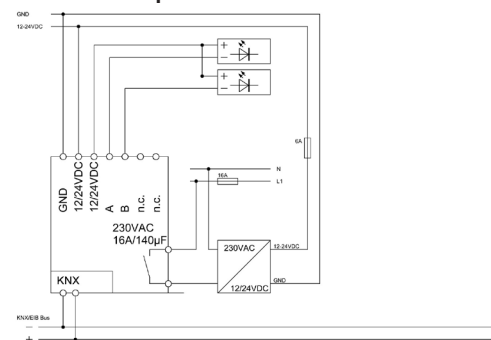 GND
12-24VDC
+
−
+
−
6A
N
16A
L1
GND
12/24VDC
12/24VDC
A
B
n.c.
n.c.
230VAC
16A/140µF
KNX
230VAC
12/24VDC
12-24VDC
GND
KNX/EIB Bus
−
+